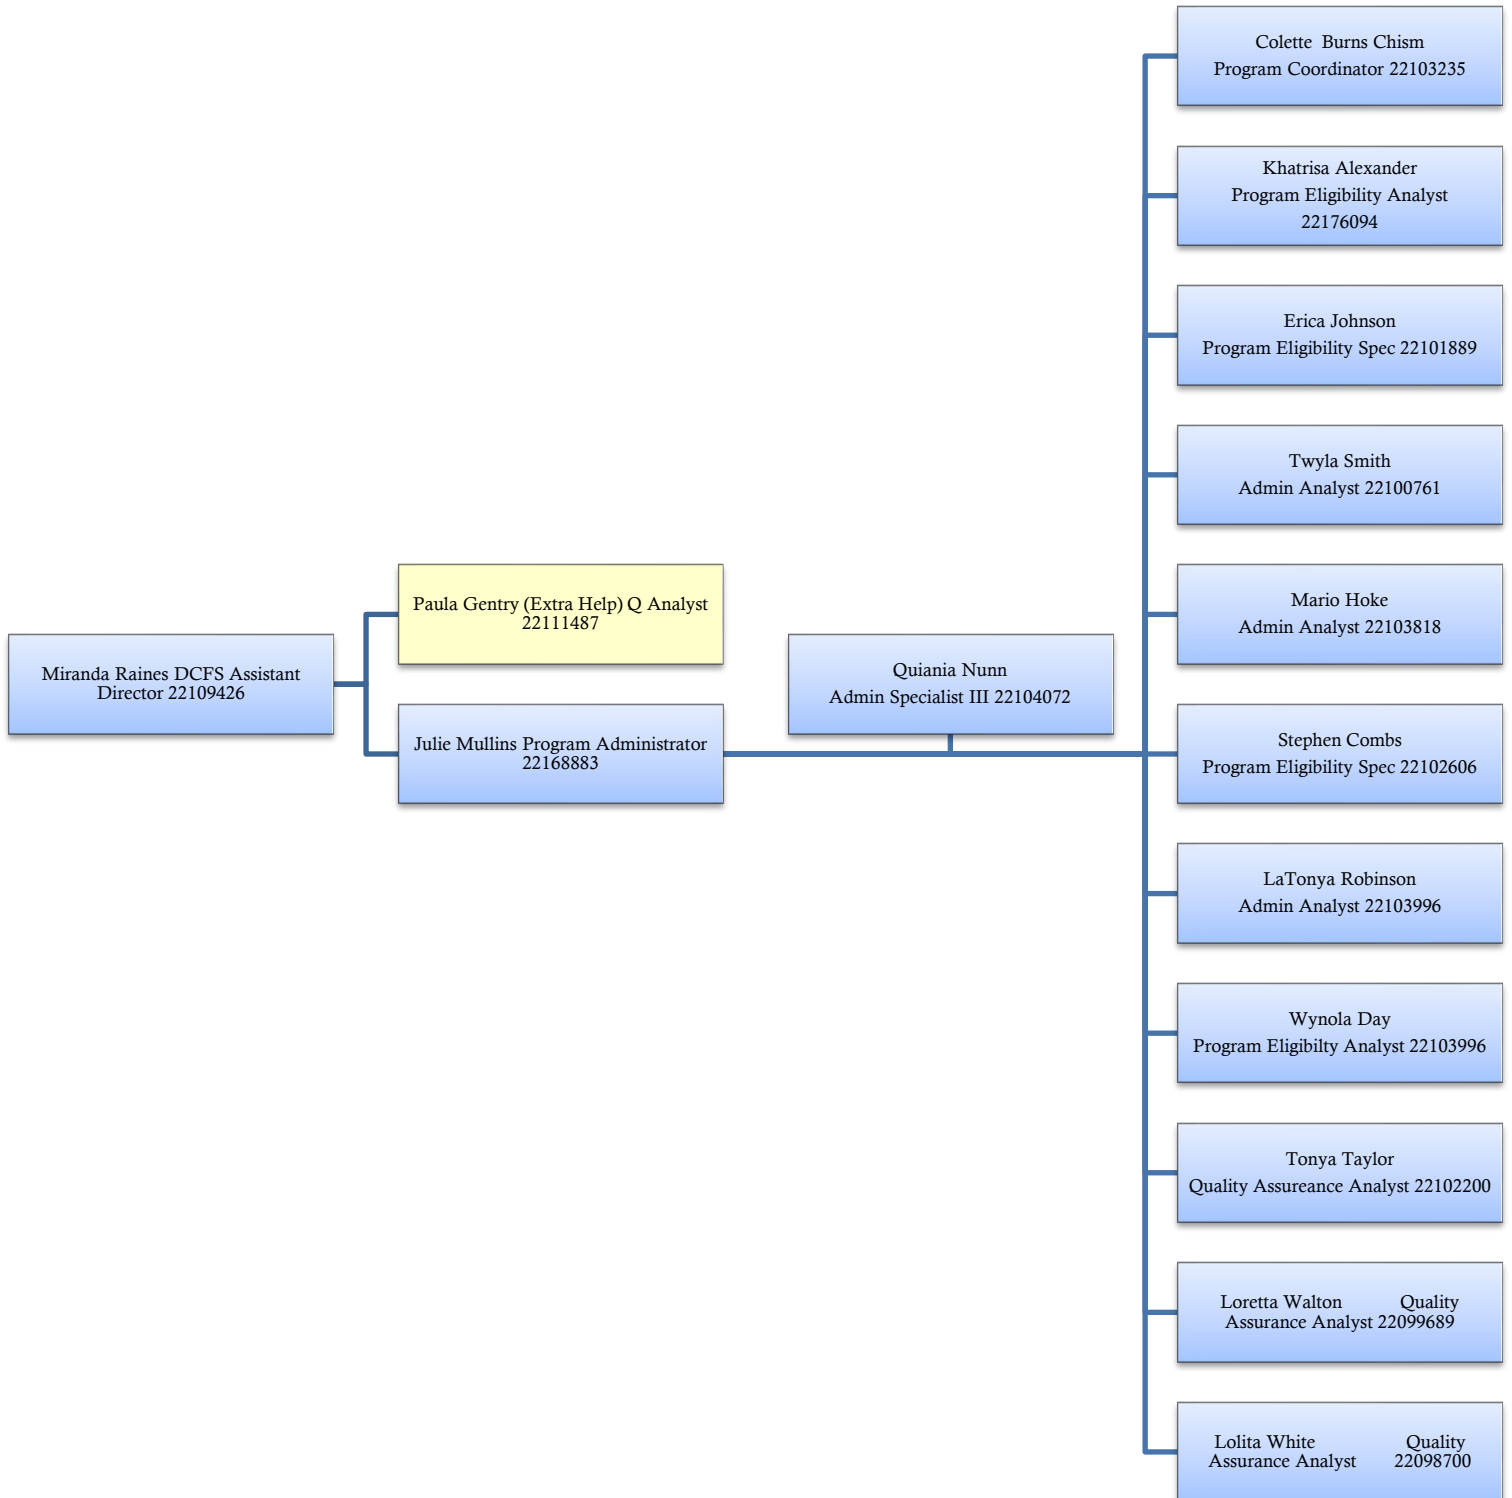 Colette  Burns Chism
Program Coordinator 22103235
Khatrisa Alexander
Program Eligibility Analyst
22176094
Erica Johnson
Program Eligibility Spec 22101889
Twyla Smith
Admin Analyst 22100761
Paula Gentry (Extra Help) Q Analyst
22111487
Mario Hoke
Admin Analyst 22103818
Miranda Raines DCFS Assistant
Director 22109426
Quiania Nunn
Admin Specialist III 22104072
Julie Mullins Program Administrator
22168883
Stephen Combs
Program Eligibility Spec 22102606
LaTonya Robinson
Admin Analyst 22103996
Wynola Day
Program Eligibilty Analyst 22103996
Tonya Taylor
Quality Assureance Analyst 22102200
Loretta Walton Quality
Assurance Analyst 22099689
Lolita White Quality
Assurance Analyst 22098700